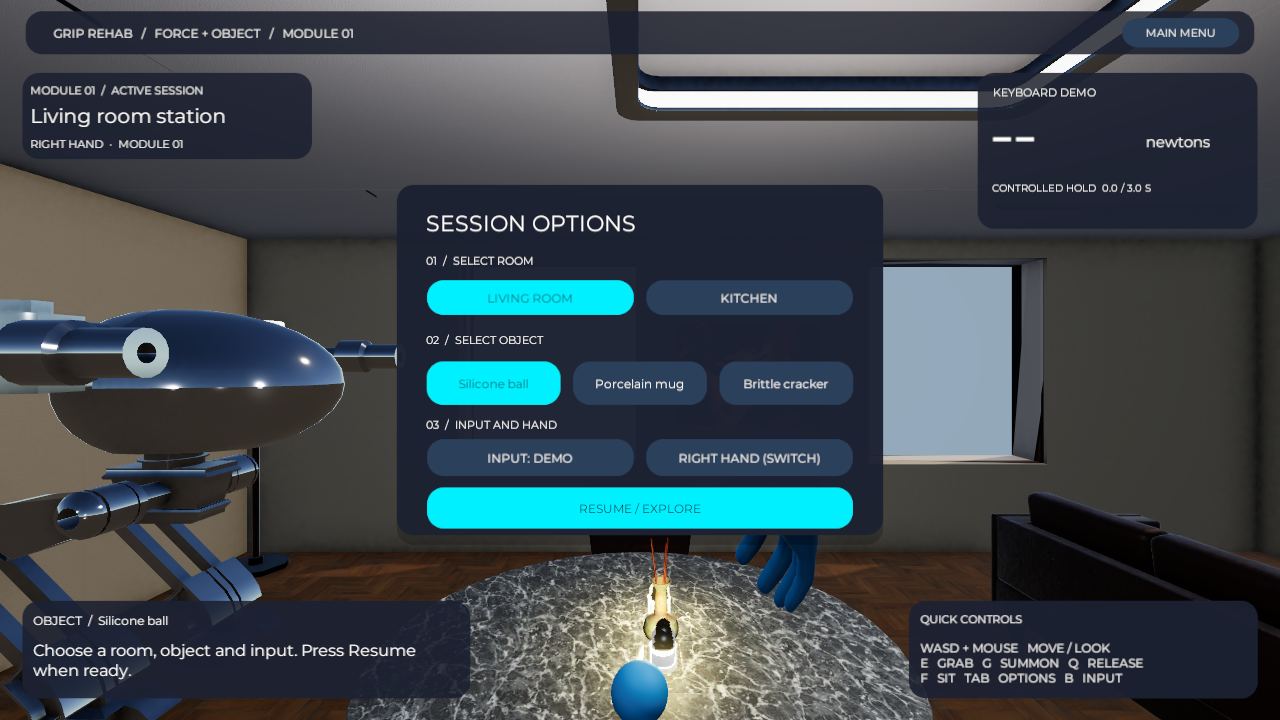 GRIP REHAB / FORCE + OBJECT / MODULE 01
MAIN MENU
MODULE 01 / ACTIVE SESSION
Living room station
RIGHT HAND · MODULE 01
KEYBOARD DEMO
-- newtons
CONTROLLED HOLD 0.0 / 3.0 S
SESSION OPTIONS
01 / SELECT ROOM
LIVING ROOM
KITCHEN
02 / SELECT OBJECT
Silicone ball
Porcelain mug
Brittle cracker
03 / INPUT AND HAND
INPUT: DEMO
RIGHT HAND (SWITCH)
RESUME / EXPLORE
OBJECT / Silicone ball
Choose a room, object and input. Press Resume
when ready.
QUICK CONTROLS
WASD + MOUSE MOVE / LOOK
E GRAB G SUMMON Q RELEASE
F SIT TAB OPTIONS B INPUT